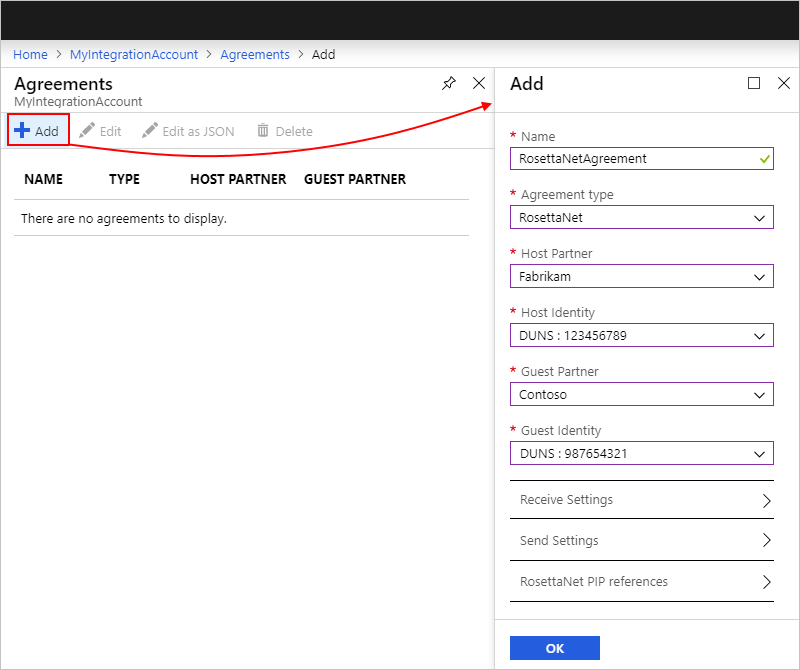 Home > MyIntegrationAccount > Agreements > Add
Agreements
MyIntegrationAccount
Add Edit Edit as JSON Delete
NAME TYPE HOST PARTNER GUEST PARTNER
There are no agreements to display.
Add
* Name
RosettaNetAgreement
* Agreement type
RosettaNet
* Host Partner
Fabrikam
* Host Identity
DUNS : 123456789
* Guest Partner
Contoso
* Guest Identity
DUNS : 987654321
Receive Settings
Send Settings
RosettaNet PIP references
OK